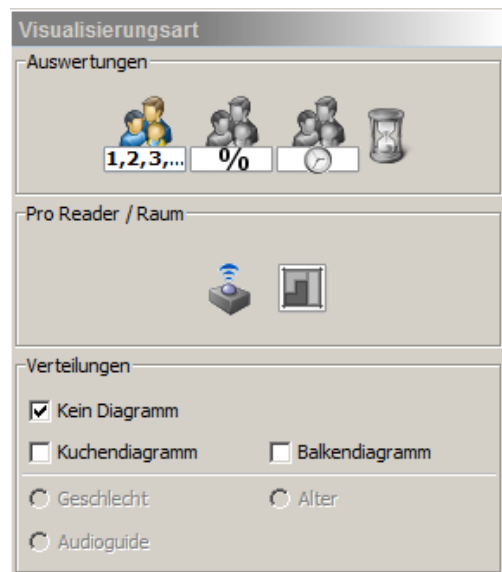 Visualisierungsart
Auswertungen
1,2,3,... %
Pro Reader / Raum
Verteilungen
Kein Diagramm
Kuchendiagramm Balkendiagramm
Geschlecht Alter
Audioguide